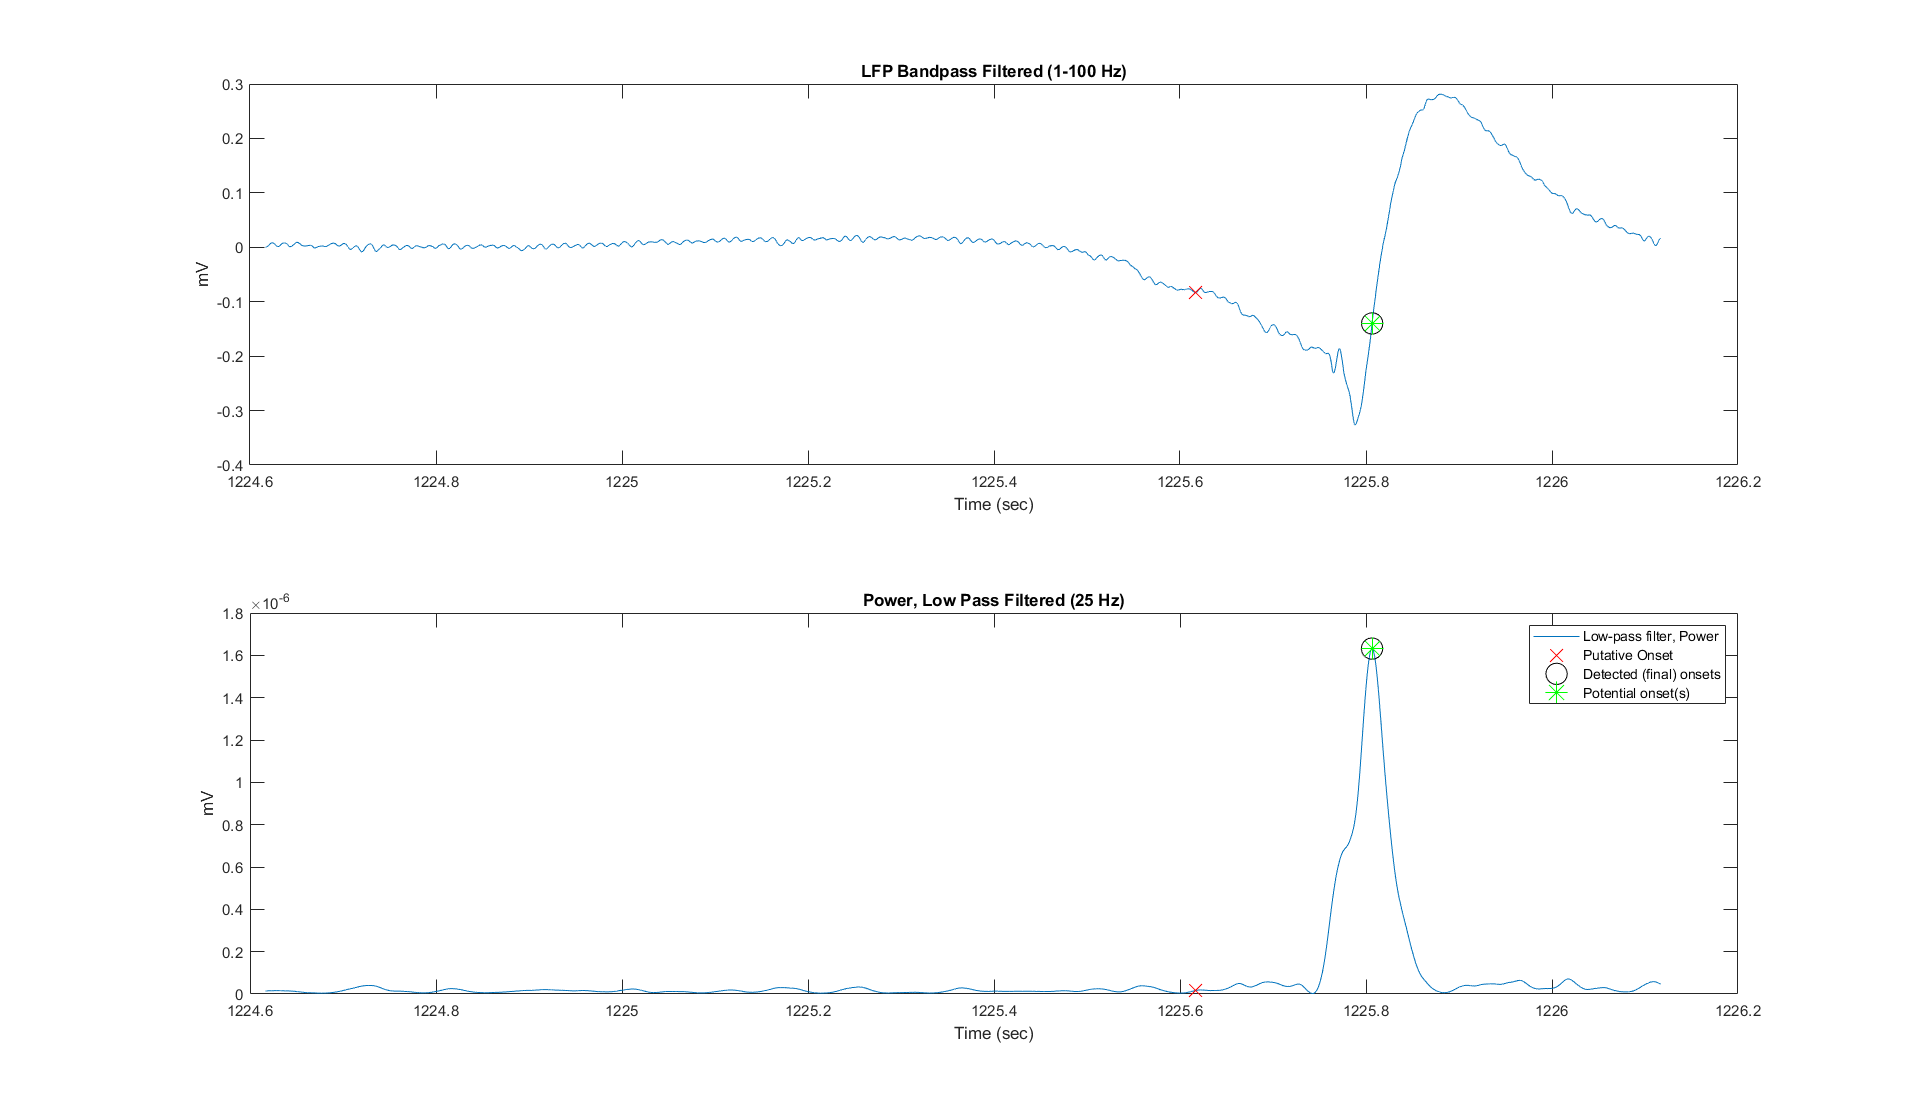 LFP Bandpass Filtered (1-100 Hz)
0.3
0.2
0.1
0
-0.1
-0.2
-0.3
-0.4
mV
1224.6 1224.8 1225 1225.2 1225.4 1225.6 1225.8 1226 1226.2
Time (sec)
Power, Low Pass Filtered (25 Hz)
×10-6
1.8
1.6
1.4
1.2
1
0.8
0.6
0.4
0.2
0
mV
Low-pass filter, Power
Putative Onset
Detected (final) onsets
Potential onset(s)
1224.6 1224.8 1225 1225.2 1225.4 1225.6 1225.8 1226 1226.2
Time (sec)